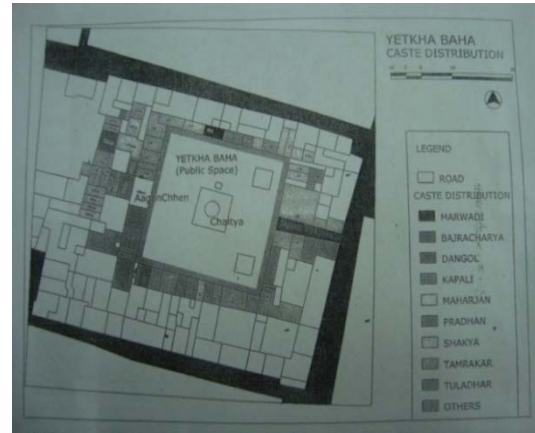 YETKHA BAHA
CASTE DISTRIBUTION
YETKHA BAHA
(Public Space)
AaganChhen
Chaitya
LEGEND
ROAD
CASTE DISTRIBUTION
MARWADI
BAJRACHARYA
DANGOL
KAPALI
MAHARJAN
PRADHAN
SHAKYA
TAMRAKAR
TULADHAR
OTHERS